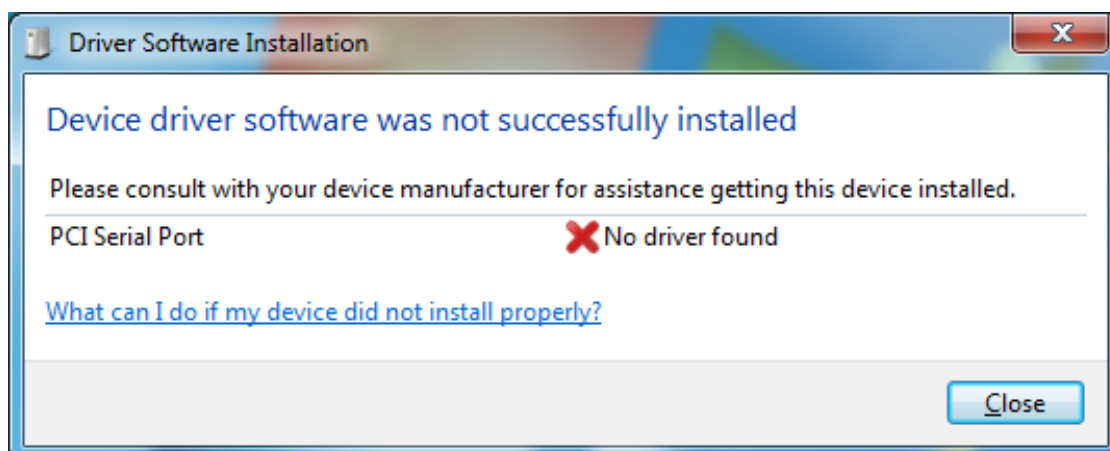 Driver Software Installation
Device driver software was not successfully installed
Please consult with your device manufacturer for assistance getting this device installed.
PCI Serial Port No driver found
What can I do if my device did not install properly?
Close